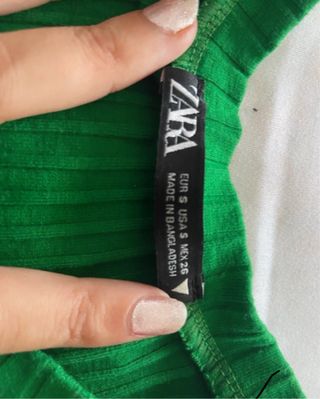 ZARA
EUR S USA S MEX 26
MADE IN BANGLADESH